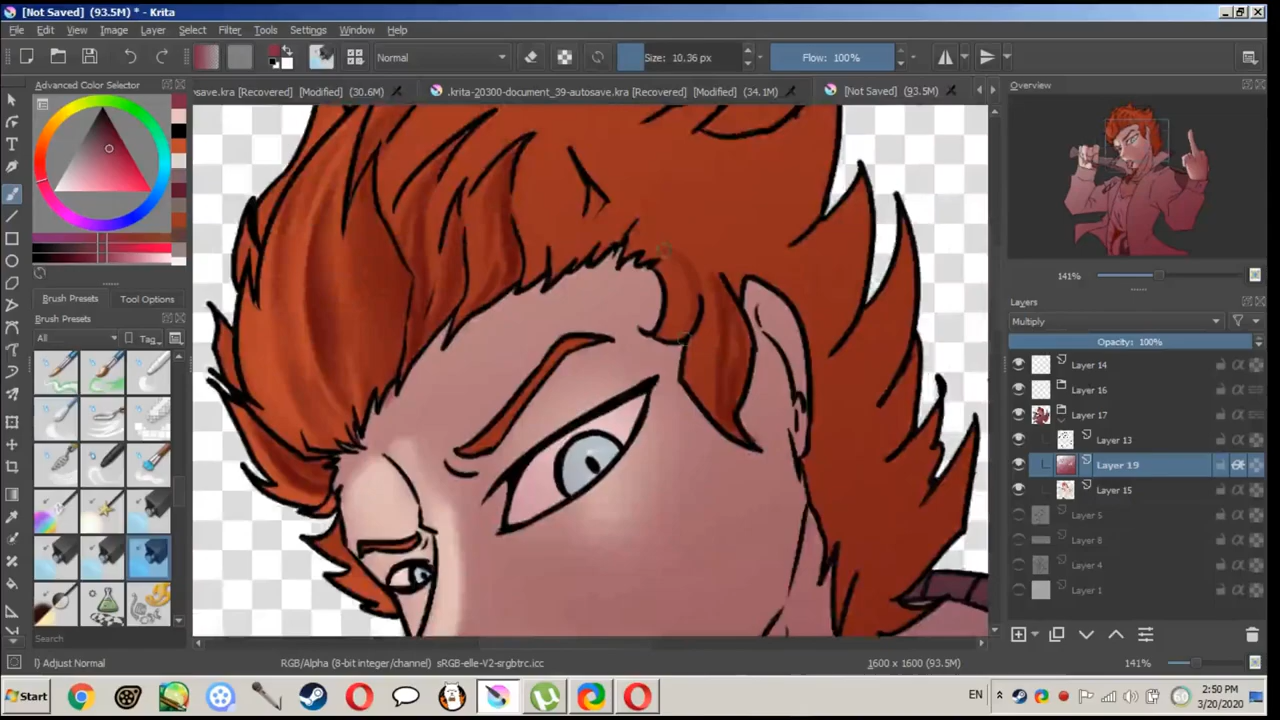 [Not Saved] (93.5M) * - Krita
File Edit View Image Layer Select Filter Tools Settings Window Help
Normal Size: 10.36 px Flow: 100%
Advanced Color Selector
osave.kra [Recovered] [Modified] (30.6M) .krita-20300-document_39-autosave.kra [Recovered] [Modified] (34.1M) [Not Saved] (93.5M)
Overview
141%
Brush Presets Tool Options
Brush Presets
All Tag
Search
Layers
Multiply
Opacity: 100%
Layer 14
Layer 16
Layer 17
Layer 13
Layer 19
Layer 15
Layer 5
Layer 8
Layer 4
Layer 1
l) Adjust Normal RGB/Alpha (8-bit integer/channel) sRGB-elle-V2-srgbtrc.icc 1600 x 1600 (93.5M) 141%
Start EN 2:50 PM
3/20/2020